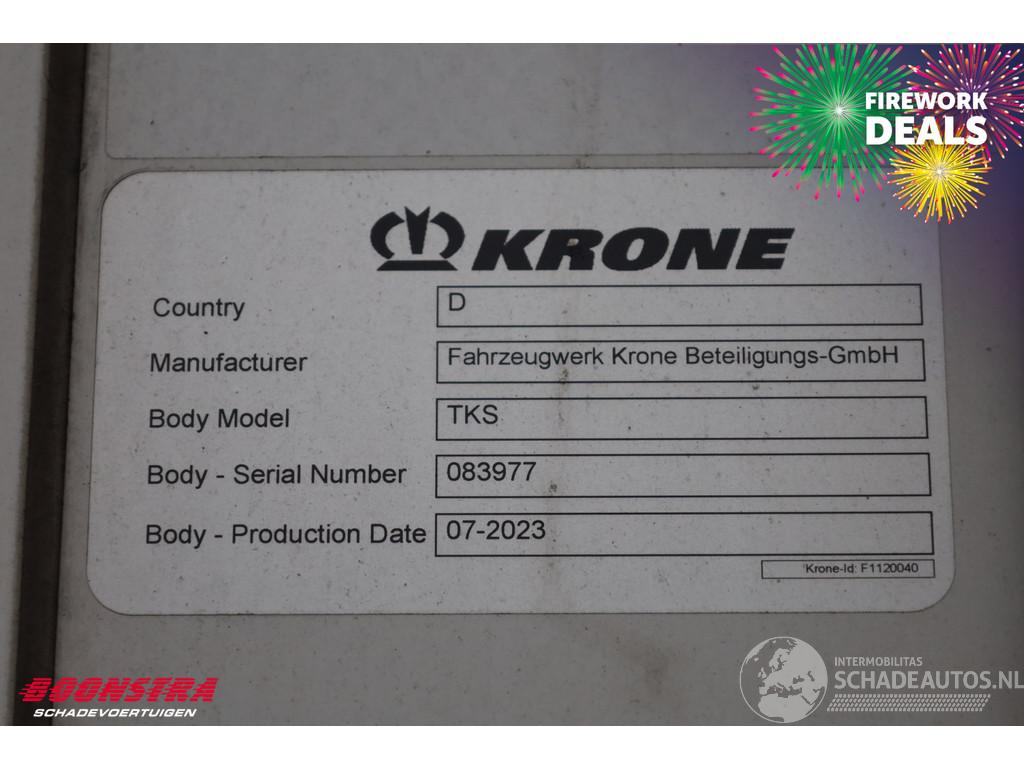 FIREWORK
DEALS
KRONE
Country D
Manufacturer Fahrzeugwerk Krone Beteiligungs-GmbH
Body Model TKS
Body - Serial Number 083977
Body - Production Date 07-2023
Krone-Id: F1120040
BOONSTRA
SCHADEVOERTUIGEN
INTERMOBILITAS
SCHADEAUTOS.NL